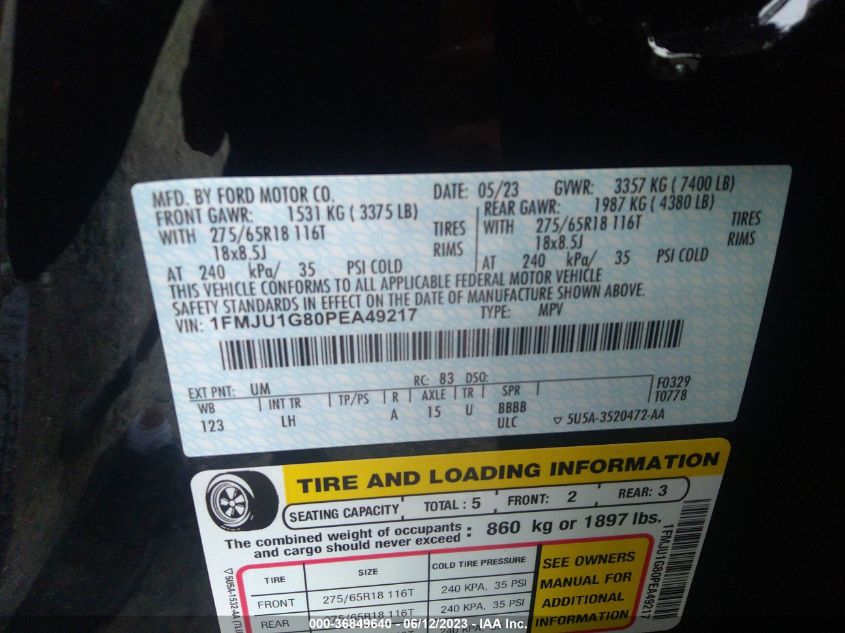 MFD. BY FORD MOTOR CO. DATE: 05/23 GVWR: 3357 KG ( 7400 LB)
FRONT GAWR: 1531 KG ( 3375 LB) REAR GAWR: 1987 KG ( 4380 LB)
WITH 275/65R18 116T TIRES WITH 275/65R18 116T TIRES
18x8.5J RIMS 18x8.5J RIMS
AT 240 kPa/ 35 PSI COLD AT 240 kPa/ 35 PSI COLD
THIS VEHICLE CONFORMS TO ALL APPLICABLE FEDERAL MOTOR VEHICLE
SAFETY STANDARDS IN EFFECT ON THE DATE OF MANUFACTURE SHOWN ABOVE.
VIN: 1FMJU1G80PEA49217 TYPE: MPV
EXT PNT: UM RC: 83 DSO: F0329
WB INT TR TP/PS R AXLE TR SPR T0778
123 LH A 15 U BBBB
ULC ▽ 5U5A-3520472-AA
TIRE AND LOADING INFORMATION
SEATING CAPACITY TOTAL : 5 FRONT: 2 REAR: 3
The combined weight of occupants
and cargo should never exceed : 860 kg or 1897 lbs.
TIRE SIZE COLD TIRE PRESSURE
FRONT 275/65R18 116T 240 KPA, 35 PSI
REAR 275/65R18 116T 240 KPA, 35 PSI
SEE OWNERS
MANUAL FOR
ADDITIONAL
INFORMATION
1FMJU1G80PEA49217
000-36849640 - 06/12/2023 - IAA Inc.